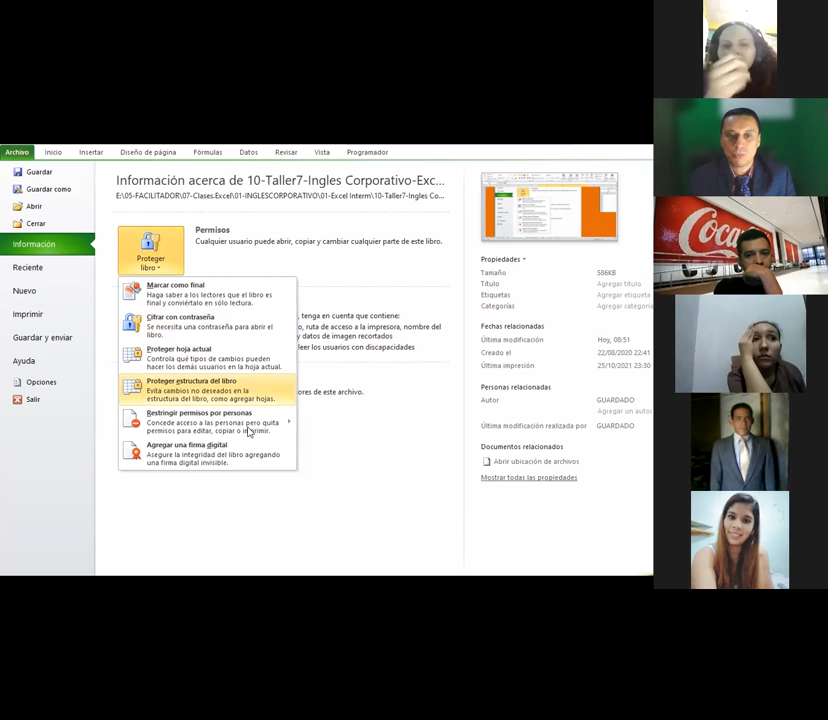 Archivo Inicio Insertar Diseño de página Fórmulas Datos Revisar Vista Programador
Guardar
Guardar como
Abrir
Cerrar
Información
Reciente
Nuevo
Imprimir
Guardar y enviar
Ayuda
Opciones
Salir
Información acerca de 10-Taller7-Ingles Corporativo-Exc...
E:\05-FACILITADOR\07-Clases.Excel\01-INGLESCORPORATIVO\01-Excel Interm\10-Taller7-Ingles Co...
Proteger
libro
Permisos
Cualquier usuario puede abrir, copiar y cambiar cualquier parte de este libro.
Marcar como final
Haga saber a los lectores que el libro es
final y conviértalo en sólo lectura.
Cifrar con contraseña
Se necesita una contraseña para abrir el
libro.
Proteger hoja actual
Controla qué tipos de cambios pueden
hacer los demás usuarios en la hoja actual.
Proteger estructura del libro
Evita cambios no deseados en la
estructura del libro, como agregar hojas.
Restringir permisos por personas
Concede acceso a las personas pero quita
permisos para editar, copiar o imprimir.
Agregar una firma digital
Asegure la integridad del libro agregando
una firma digital invisible.
, tenga en cuenta que contiene:
, ruta de acceso a la impresora, nombre del
y datos de imagen recortados
leer los usuarios con discapacidades
ores de este archivo.
Propiedades
Tamaño 586KB
Título Agregar título
Etiquetas Agregar etiqueta
Categorías Agregar categoría
Fechas relacionadas
Última modificación Hoy, 08:51
Creado el 22/08/2020 22:41
Última impresión 25/10/2021 23:30
Personas relacionadas
Autor GUARDADO
Agregar un autor
Última modificación realizada por GUARDADO
Documentos relacionados
Abrir ubicación de archivos
Mostrar todas las propiedades
Coca